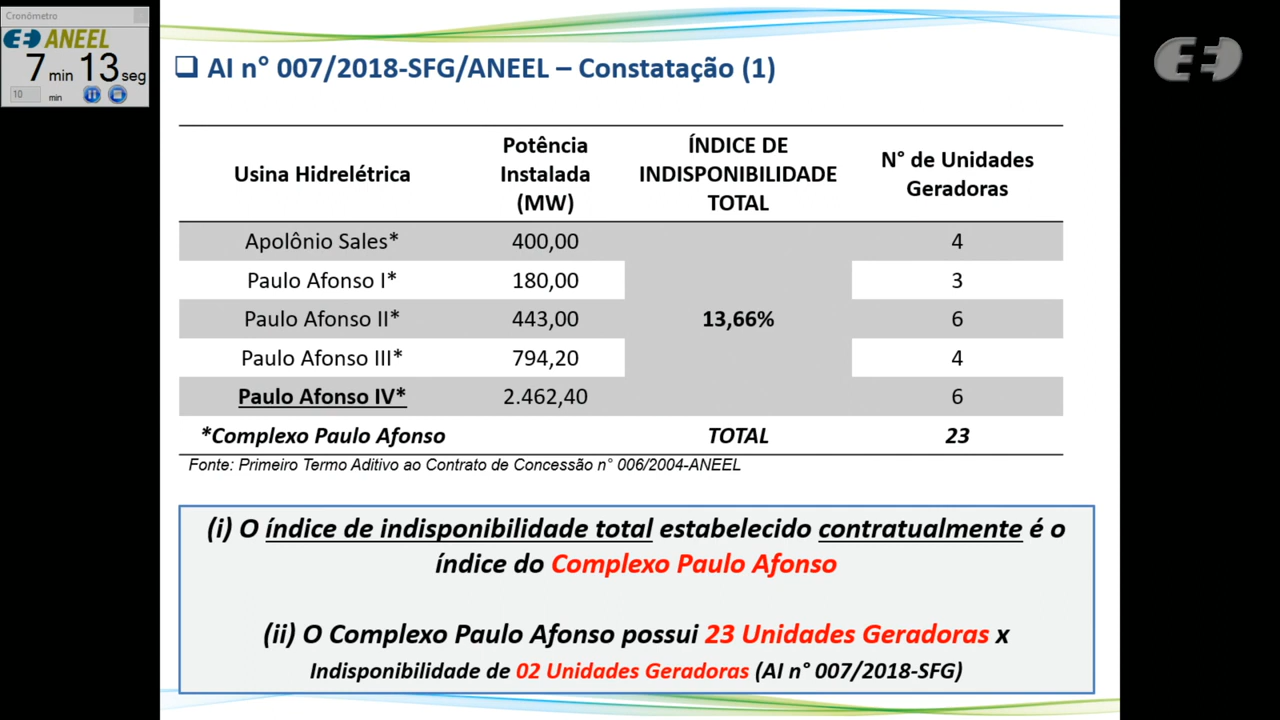 Cronômetro
ANEEL
7 min 13 seg
10 min
AI n° 007/2018-SFG/ANEEL – Constatação (1)
Usina Hidrelétrica
Potência Instalada (MW)
ÍNDICE DE INDISPONIBILIDADE TOTAL
N° de Unidades Geradoras
Apolônio Sales* 400,00 4
Paulo Afonso I* 180,00 3
Paulo Afonso II* 443,00 13,66% 6
Paulo Afonso III* 794,20 4
Paulo Afonso IV* 2.462,40 6
*Complexo Paulo Afonso TOTAL 23
Fonte: Primeiro Termo Aditivo ao Contrato de Concessão n° 006/2004-ANEEL
(i) O índice de indisponibilidade total estabelecido contratualmente é o
índice do Complexo Paulo Afonso
(ii) O Complexo Paulo Afonso possui 23 Unidades Geradoras x
Indisponibilidade de 02 Unidades Geradoras (AI n° 007/2018-SFG)